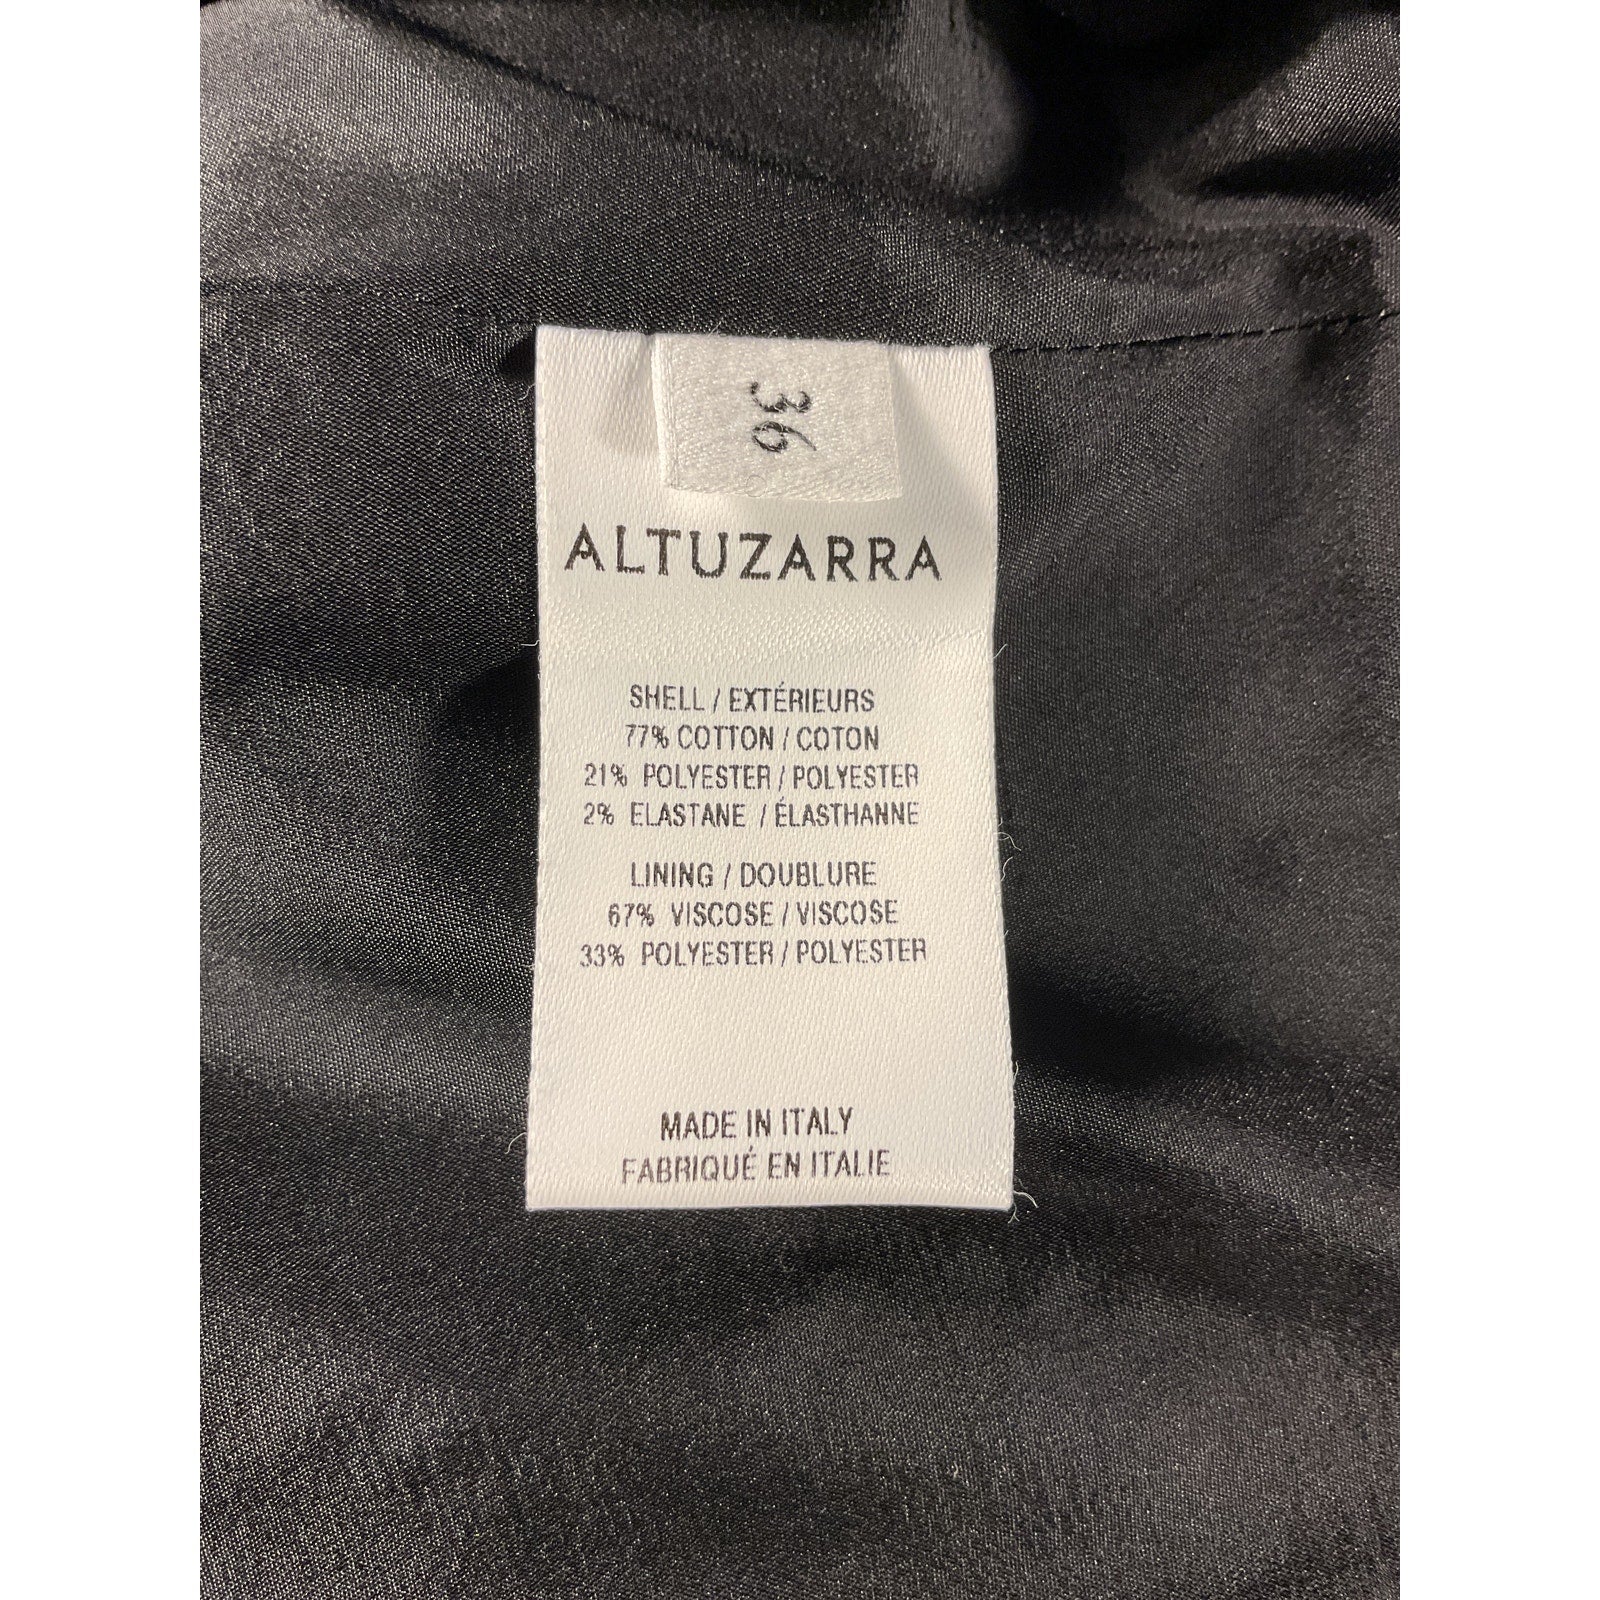 36
ALTUZARRA
SHELL / EXTÉRIEURS
77% COTTON / COTON
21% POLYESTER / POLYESTER
2% ELASTANE / ÉLASTHANNE
LINING / DOUBLURE
67% VISCOSE / VISCOSE
33% POLYESTER / POLYESTER
MADE IN ITALY
FABRIQUÉ EN ITALIE